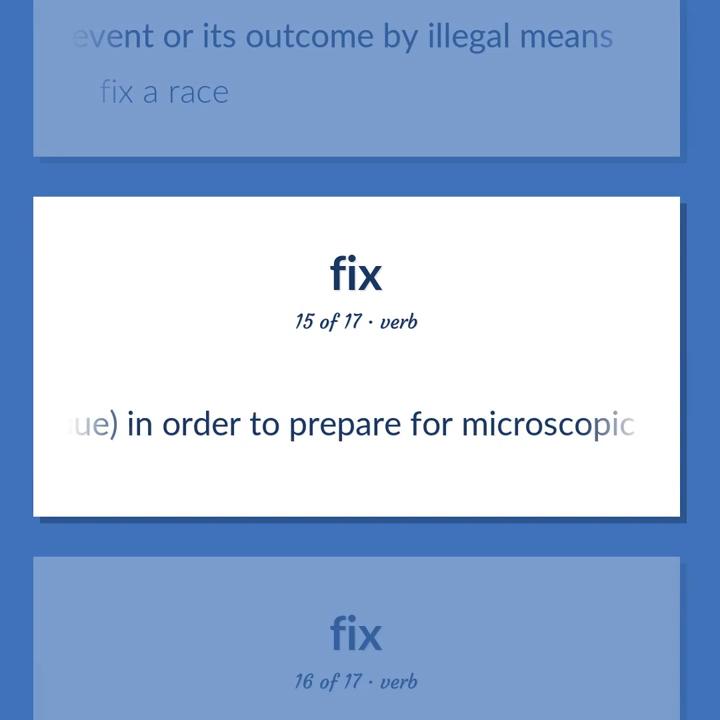 event or its outcome by illegal means
fix a race
fix
15 of 17 · verb
in order to prepare for microscopic
fix
16 of 17 · verb